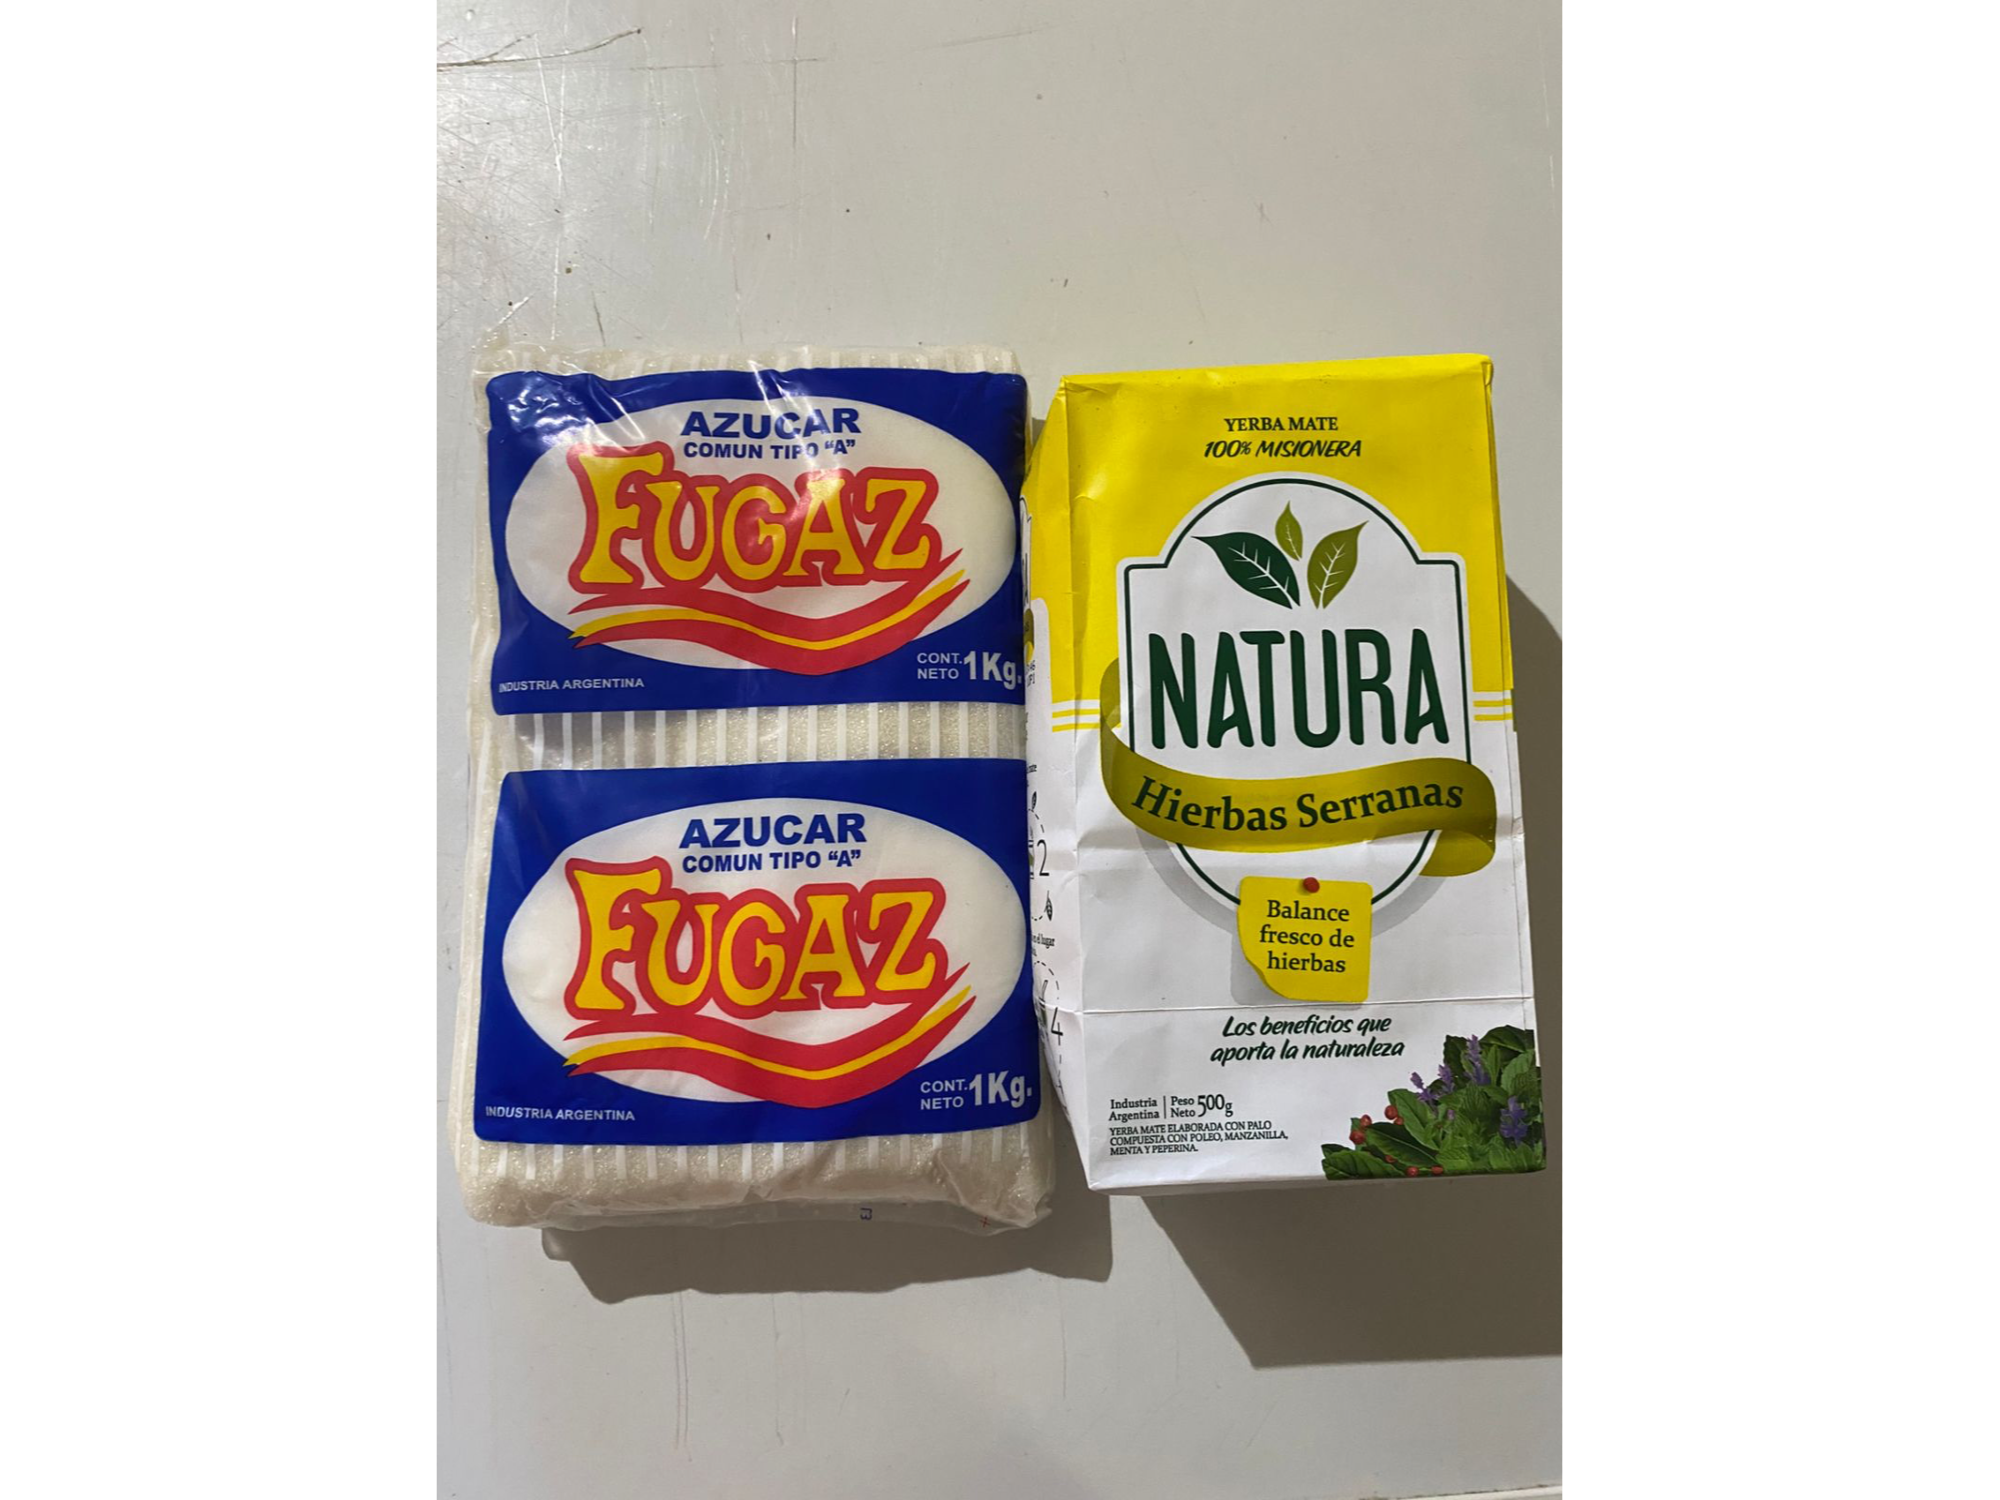 AZUCAR
COMUN TIPO “A”
FUGAZ
CONT.
NETO 1Kg.
INDUSTRIA ARGENTINA
AZUCAR
COMUN TIPO “A”
FUGAZ
CONT.
NETO 1Kg.
INDUSTRIA ARGENTINA
YERBA MATE
100% MISIONERA
NATURA
Hierbas Serranas
Balance
fresco de
hierbas
Los beneficios que
aporta la naturaleza
Industria
Argentina
Peso
Neto 500g
YERBA MATE ELABORADA CON PALO
COMPUESTA CON POLEO, MANZANILLA,
MENTA Y PEPERINA.
2
4